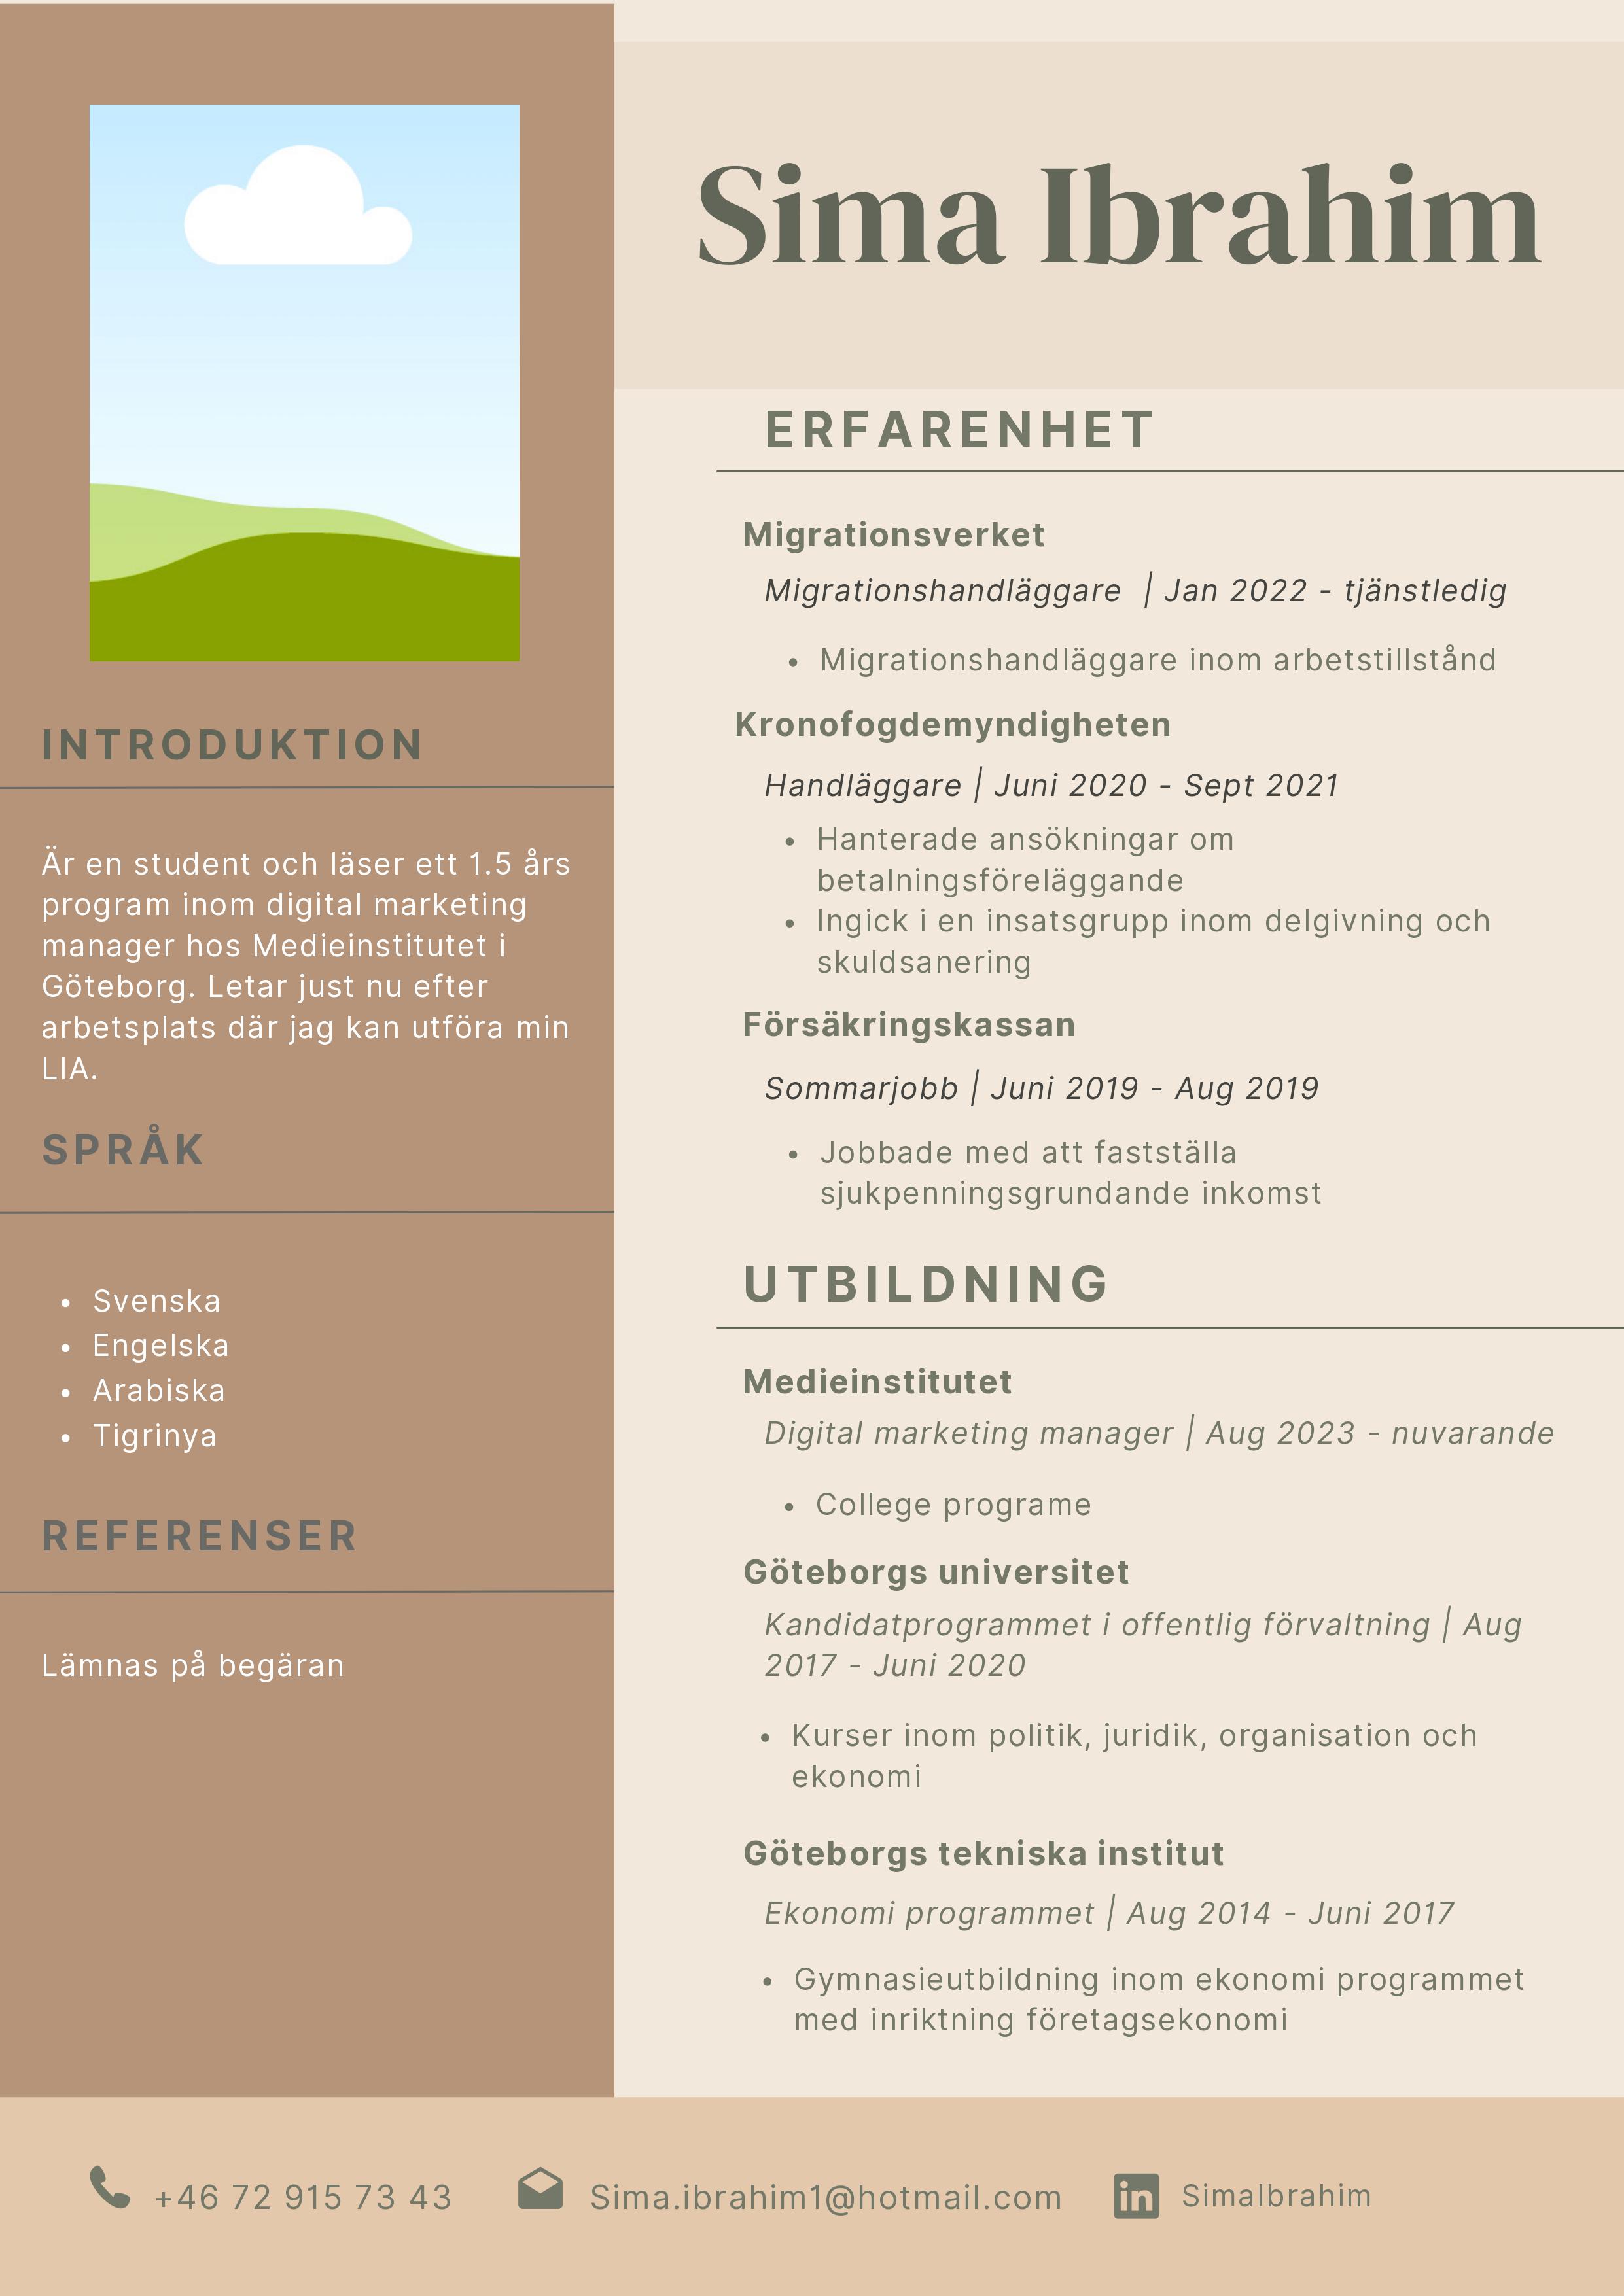 Sima Ibrahim
INTRODUKTION
Är en student och läser ett 1.5 års
program inom digital marketing
manager hos Medieinstitutet i
Göteborg. Letar just nu efter
arbetsplats där jag kan utföra min
LIA.
SPRÅK
• Svenska
• Engelska
• Arabiska
• Tigrinya
REFERENSER
Lämnas på begäran
ERFARENHET
Migrationsverket
Migrationshandläggare | Jan 2022 - tjänstledig
• Migrationshandläggare inom arbetstillstånd
Kronofogdemyndigheten
Handläggare | Juni 2020 - Sept 2021
• Hanterade ansökningar om
betalningsföreläggande
• Ingick i en insatsgrupp inom delgivning och
skuldsanering
Försäkringskassan
Sommarjobb | Juni 2019 - Aug 2019
• Jobbade med att fastställa
sjukpenningsgrundande inkomst
UTBILDNING
Medieinstitutet
Digital marketing manager | Aug 2023 - nuvarande
• College programe
Göteborgs universitet
Kandidatprogrammet i offentlig förvaltning | Aug
2017 - Juni 2020
• Kurser inom politik, juridik, organisation och
ekonomi
Göteborgs tekniska institut
Ekonomi programmet | Aug 2014 - Juni 2017
• Gymnasieutbildning inom ekonomi programmet
med inriktning företagsekonomi
+46 72 915 73 43
Sima.ibrahim1@hotmail.com
in SimaIbrahim